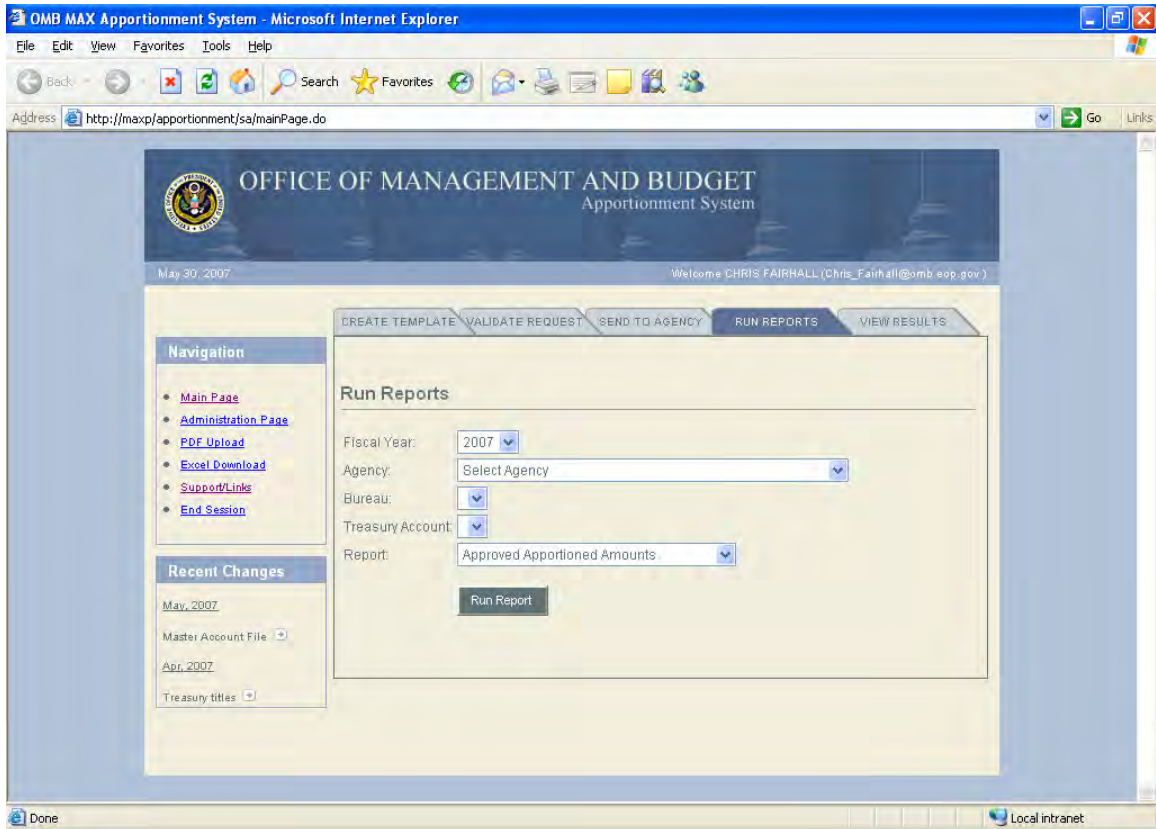 OMB MAX Apportionment System - Microsoft Internet Explorer
File Edit View Favorites Tools Help
Back Search Favorites
Address http://maxp/apportionment/sa/mainPage.do Go Links
OFFICE OF MANAGEMENT AND BUDGET
Apportionment System
May 30, 2007 Welcome CHRIS FAIRHALL (Chris_Fairhall@omb.eop.gov )
CREATE TEMPLATE VALIDATE REQUEST SEND TO AGENCY RUN REPORTS VIEW RESULTS
Navigation
Main Page
Administration Page
PDF Upload
Excel Download
Support/Links
End Session
Recent Changes
May, 2007
Master Account File
Apr, 2007
Treasury titles
Run Reports
Fiscal Year: 2007
Agency: Select Agency
Bureau:
Treasury Account:
Report: Approved Apportioned Amounts
Run Report
Done Local intranet